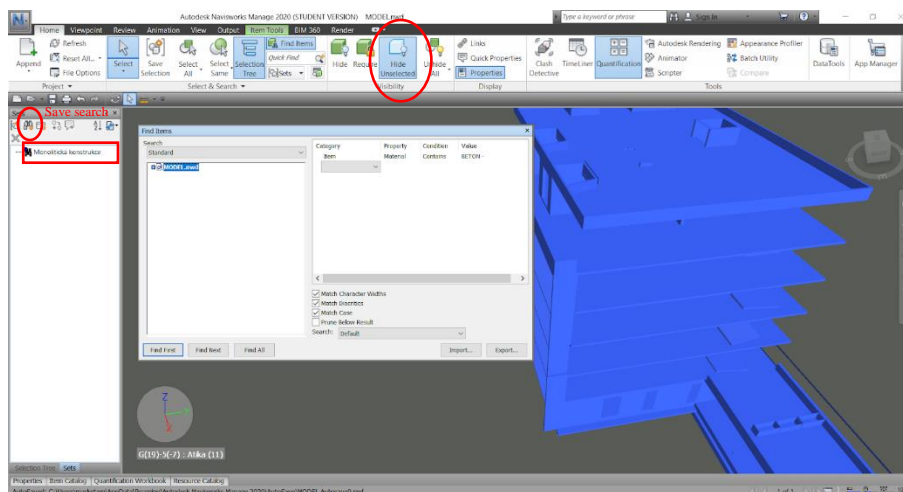 Autodesk Navisworks Manage 2020 (STUDENT VERSION) MODEL.nwd
Type a keyword or phrase
Sign In
Home Viewpoint Review Animation View Output Item Tools BIM 360 Render
Append
Refresh
Reset All...
File Options
Project
Select
Save Selection
Select All
Select Same
Selection Tree
Find Items
Quick Find
Sets
Select & Search
Hide
Require
Hide Unselected
Unhide All
Visibility
Links
Quick Properties
Properties
Display
Clash Detective
TimeLiner
Quantification
Autodesk Rendering
Animator
Scripter
Appearance Profiler
Batch Utility
Compare
Tools
DataTools
App Manager
Sets
Save search
Monolitická konstrukce
Find Items
Search
Standard
MODEL.nwd
Category Property Condition Value
Item Material Contains BETON -
Match Character Widths
Match Diacritics
Match Case
Prune Below Result
Search: Default
Find First Find Next Find All
Import... Export...
Z
Y
X
G(19)-5(-7) : Atika (11)
Selection Tree Sets
Properties Item Catalog Quantification Workbook Resource Catalog
1 of 1